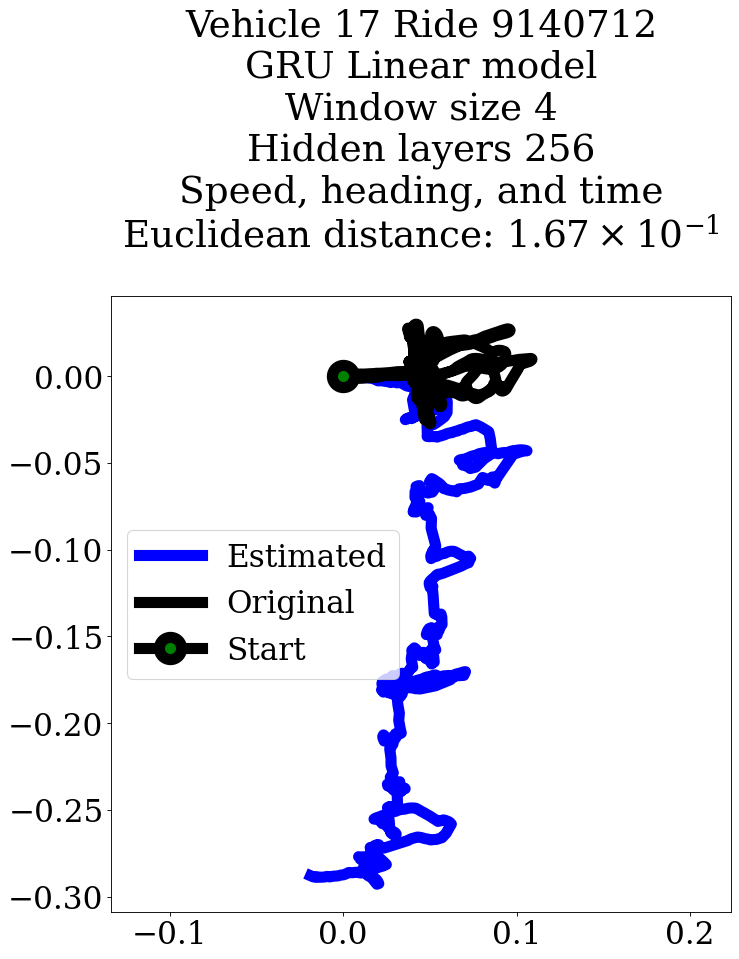 Vehicle 17 Ride 9140712
GRU Linear model
Window size 4
Hidden layers 256
Speed, heading, and time
Euclidean distance: 1.67 × 10⁻¹
0.00
−0.05
−0.10
−0.15
−0.20
−0.25
−0.30
Estimated
Original
Start
−0.1 0.0 0.1 0.2